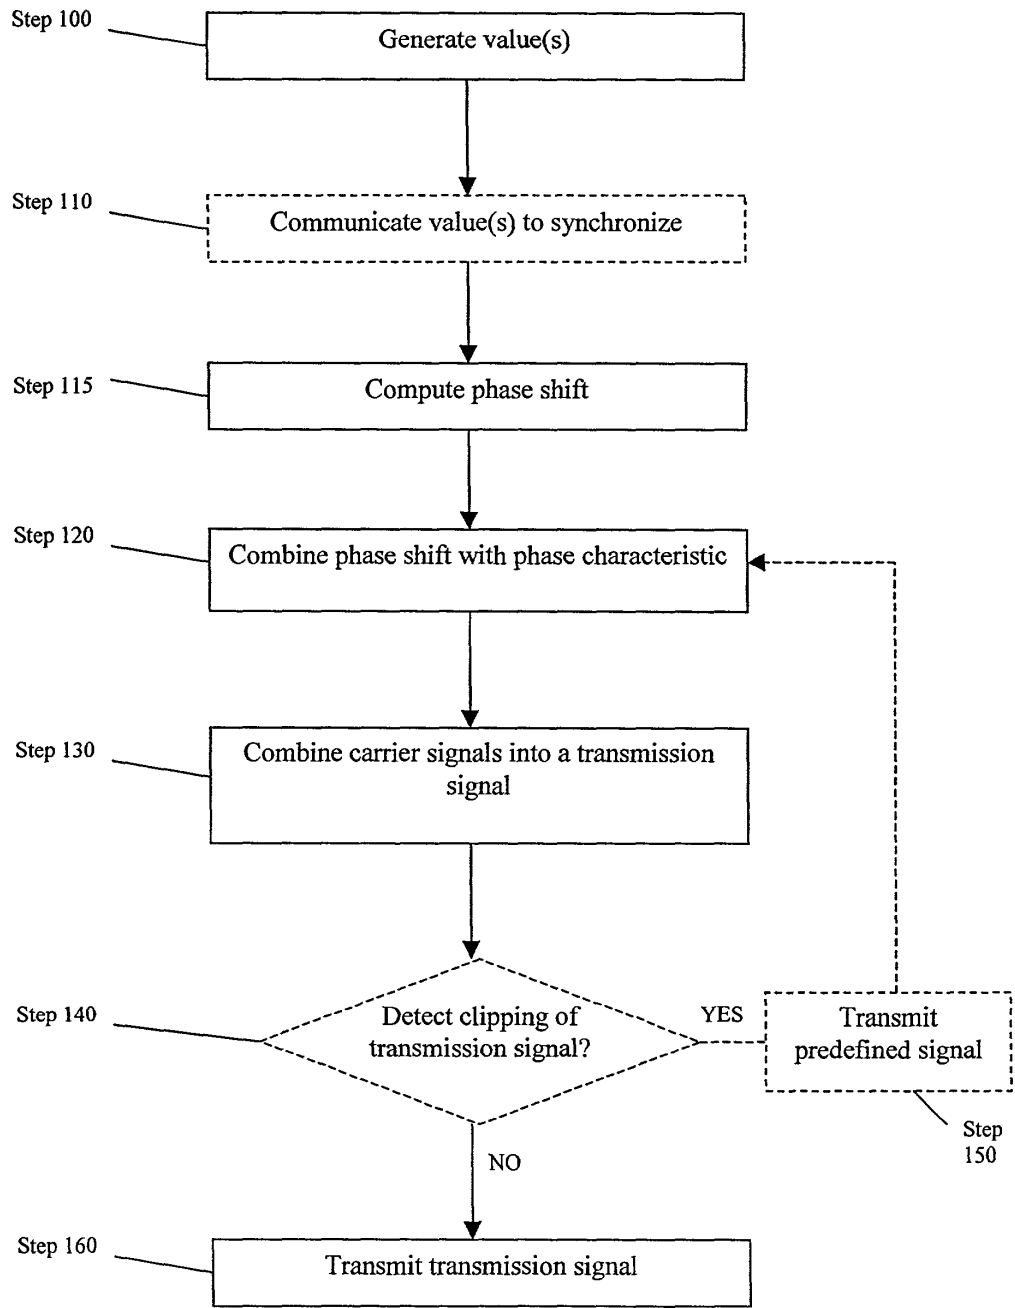 Step 100
Generate value(s)
Step 110
Communicate value(s) to synchronize
Step 115
Compute phase shift
Step 120
Combine phase shift with phase characteristic
Step 130
Combine carrier signals into a transmission
signal
Step 140
Detect clipping of
transmission signal?
YES
Transmit
predefined signal
Step
150
NO
Step 160
Transmit transmission signal